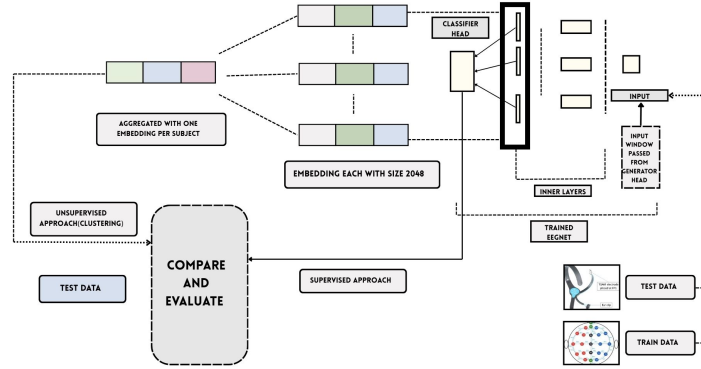 CLASSIFIER
HEAD
AGGREGATED WITH ONE
EMBEDDING PER SUBJECT
EMBEDDING EACH WITH SIZE 2048
INPUT
INPUT
WINDOW
PASSED
FROM
GENERATOR
HEAD
INNER LAYERS
TRAINED
EEGNET
UNSUPERVISED
APPROACH(CLUSTERING)
COMPARE
AND
EVALUATE
SUPERVISED APPROACH
TEST DATA
TEST DATA
TRAIN DATA